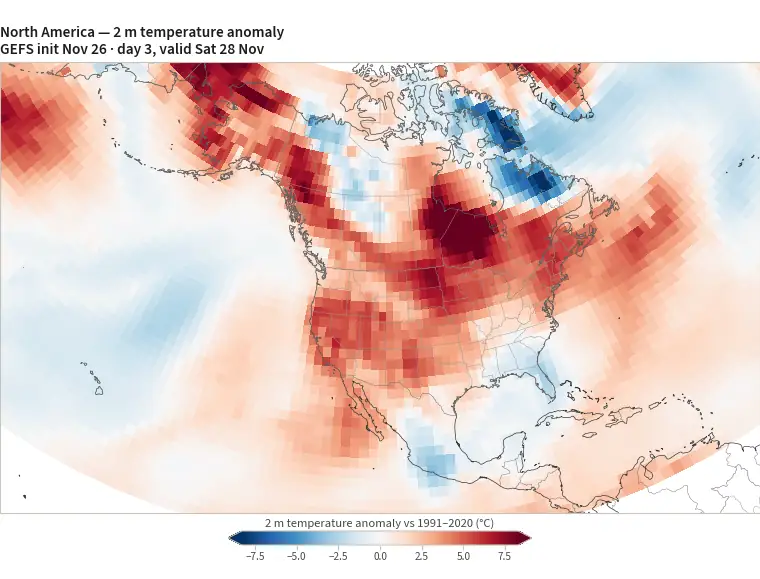 North America — 2 m temperature anomaly
GEFS init Nov 26 · day 3, valid Sat 28 Nov
2 m temperature anomaly vs 1991–2020 (°C)
−7.5 −5.0 −2.5 0.0 2.5 5.0 7.5